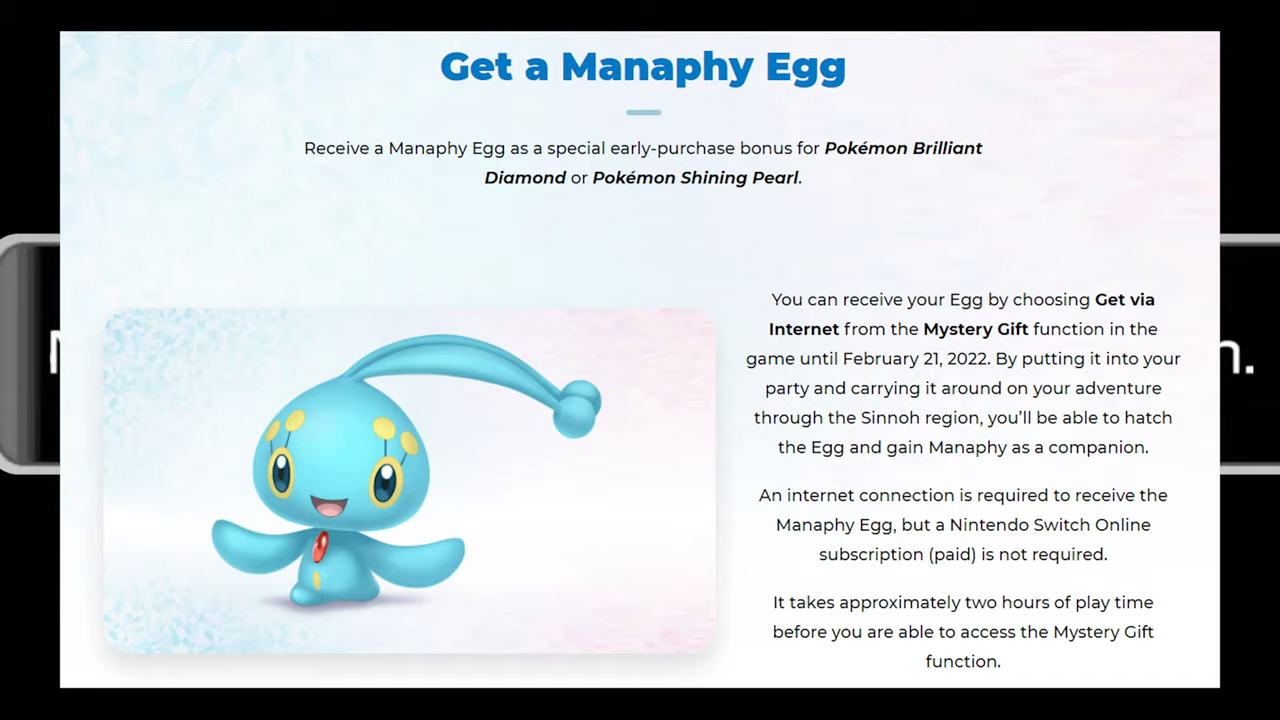 Get a Manaphy Egg
Receive a Manaphy Egg as a special early-purchase bonus for Pokémon Brilliant
Diamond or Pokémon Shining Pearl.
You can receive your Egg by choosing Get via
Internet from the Mystery Gift function in the
game until February 21, 2022. By putting it into your
party and carrying it around on your adventure
through the Sinnoh region, you’ll be able to hatch
the Egg and gain Manaphy as a companion.
An internet connection is required to receive the
Manaphy Egg, but a Nintendo Switch Online
subscription (paid) is not required.
It takes approximately two hours of play time
before you are able to access the Mystery Gift
function.